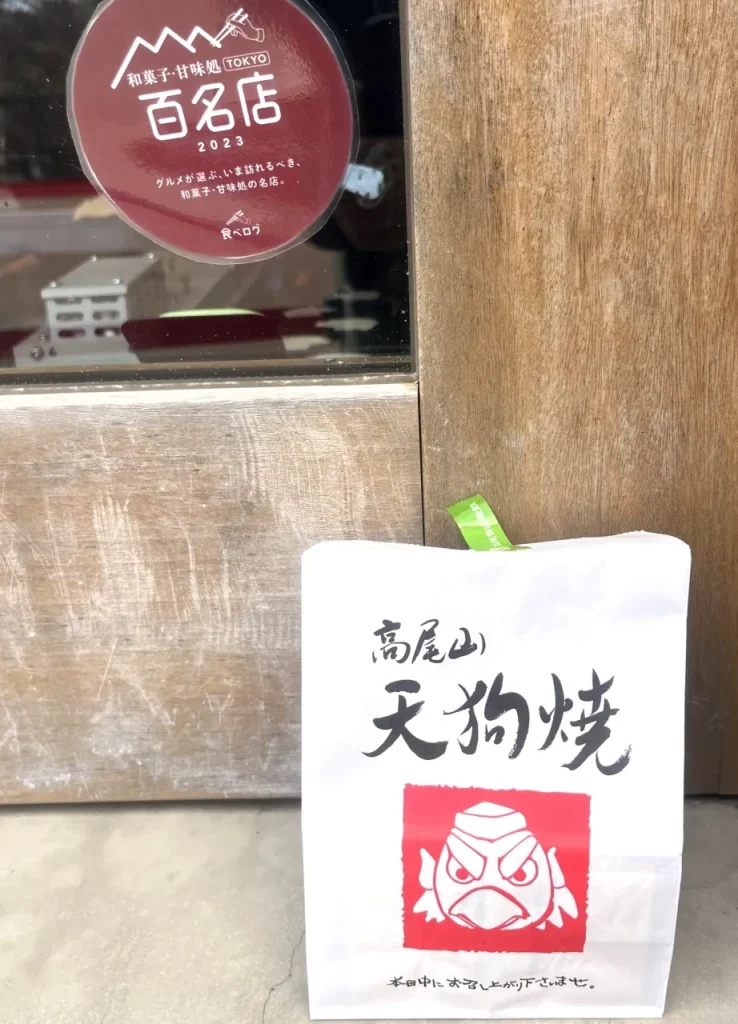 和菓子・甘味処 TOKYO
百名店
2023
グルメが選ぶ、いま訪れるべき、
和菓子・甘味処の名店。
食べログ
高尾山
天狗焼
本日中にお召し上がり下さいませ。